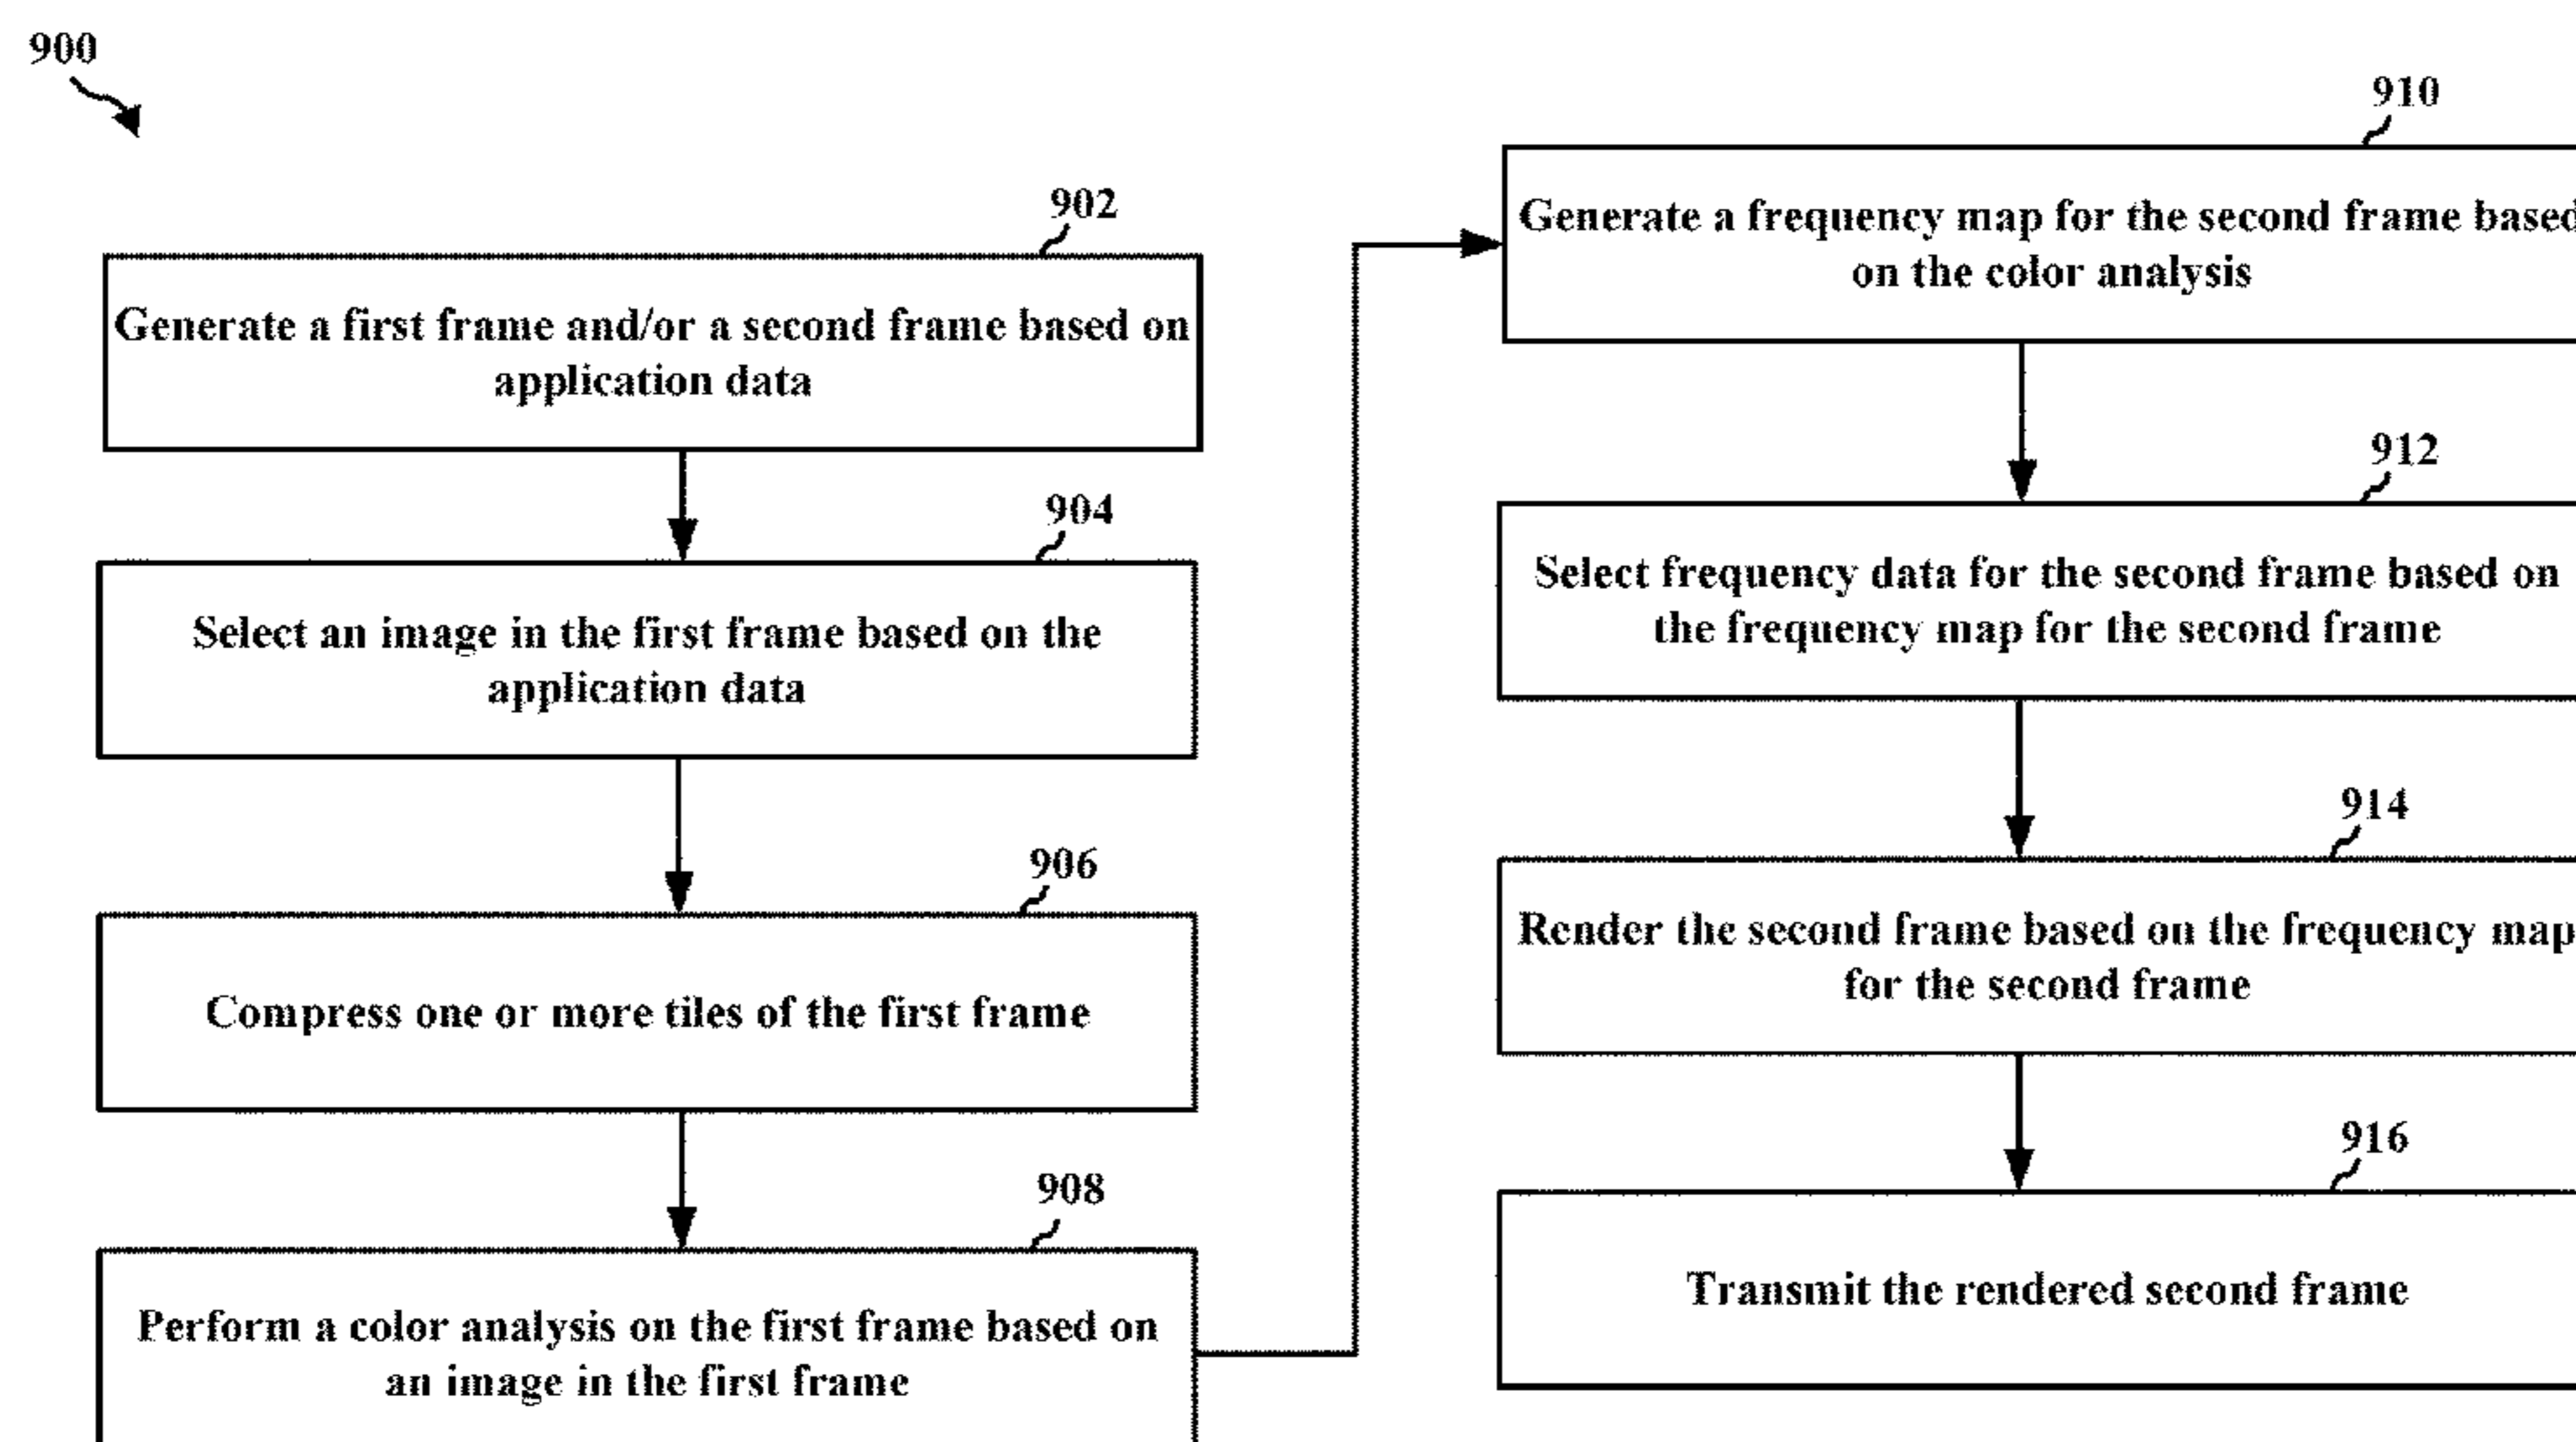 900
902
Generate a first frame and/or a second frame based on
application data
904
Select an image in the first frame based on the
application data
906
Compress one or more tiles of the first frame
908
Perform a color analysis on the first frame based on
an image in the first frame
910
Generate a frequency map for the second frame based
on the color analysis
912
Select frequency data for the second frame based on
the frequency map for the second frame
914
Render the second frame based on the frequency map
for the second frame
916
Transmit the rendered second frame